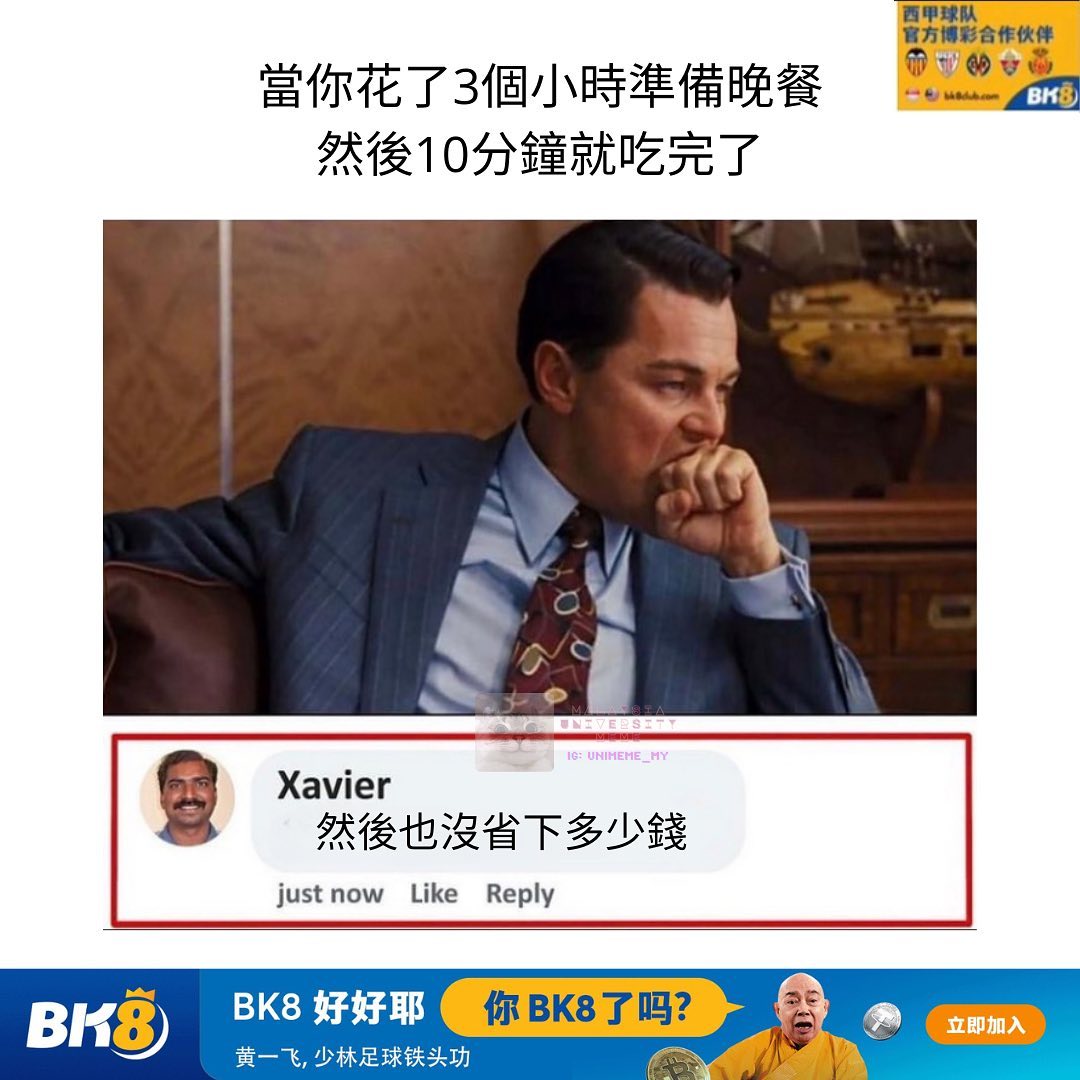 西甲球队
官方博彩合作伙伴
bk8club.com
BK8
當你花了3個小時準備晚餐
然後10分鐘就吃完了
MALAYSIA
UNIVERSITY
MEME
IG: UNIMEME_MY
Xavier
然後也沒省下多少錢
just now Like Reply
BK8
BK8 好好耶
你BK8了吗?
黄一飞, 少林足球铁头功
立即加入